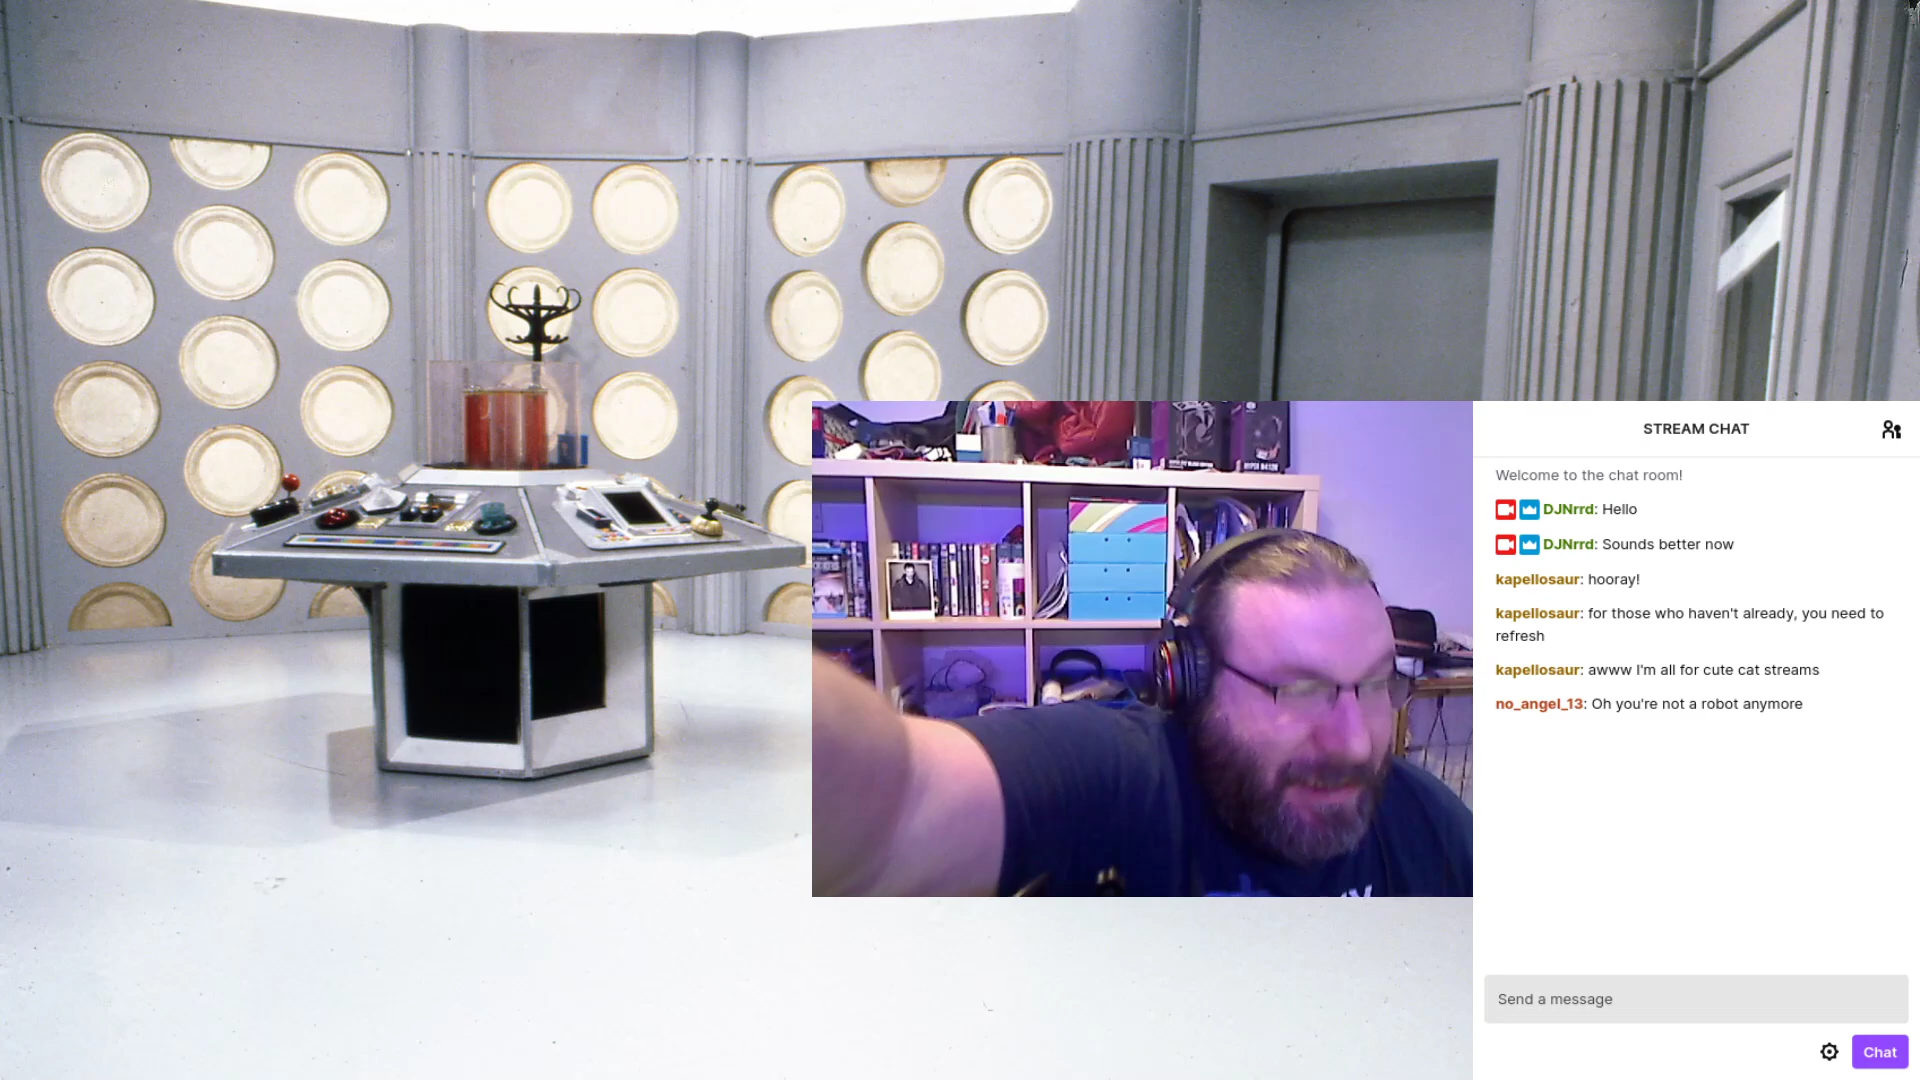 STREAM CHAT
Welcome to the chat room!
DJNrrd: Hello
DJNrrd: Sounds better now
kapellosaur: hooray!
kapellosaur: for those who haven't already, you need to
refresh
kapellosaur: awww I'm all for cute cat streams
no_angel_13: Oh you're not a robot anymore
Send a message
Chat